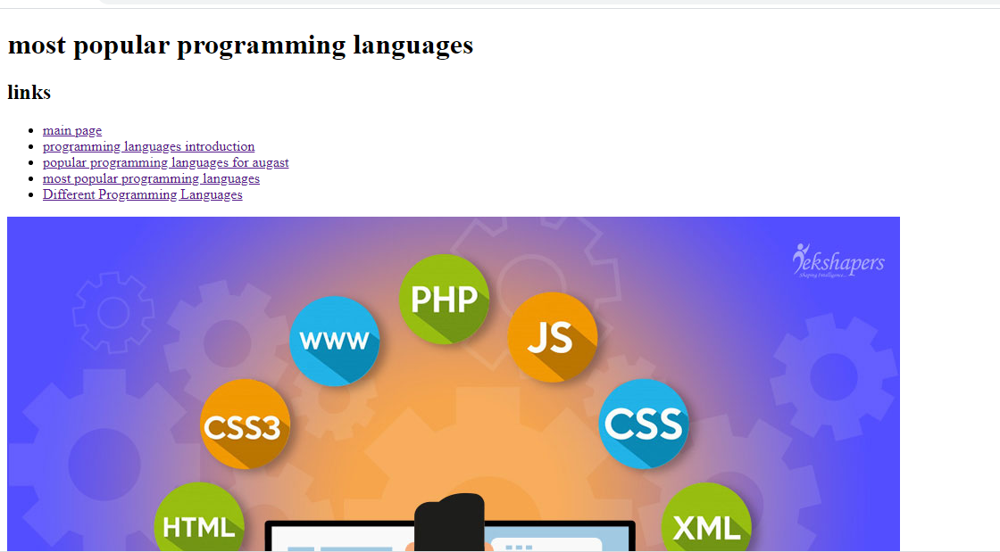 most popular programming languages
links
main page
programming languages introduction
popular programming languages for augast
most popular programming languages
Different Programming Languages
Tekshapers
Shaping Intelligence...
PHP
WWW
JS
CSS3
CSS
HTML
XML